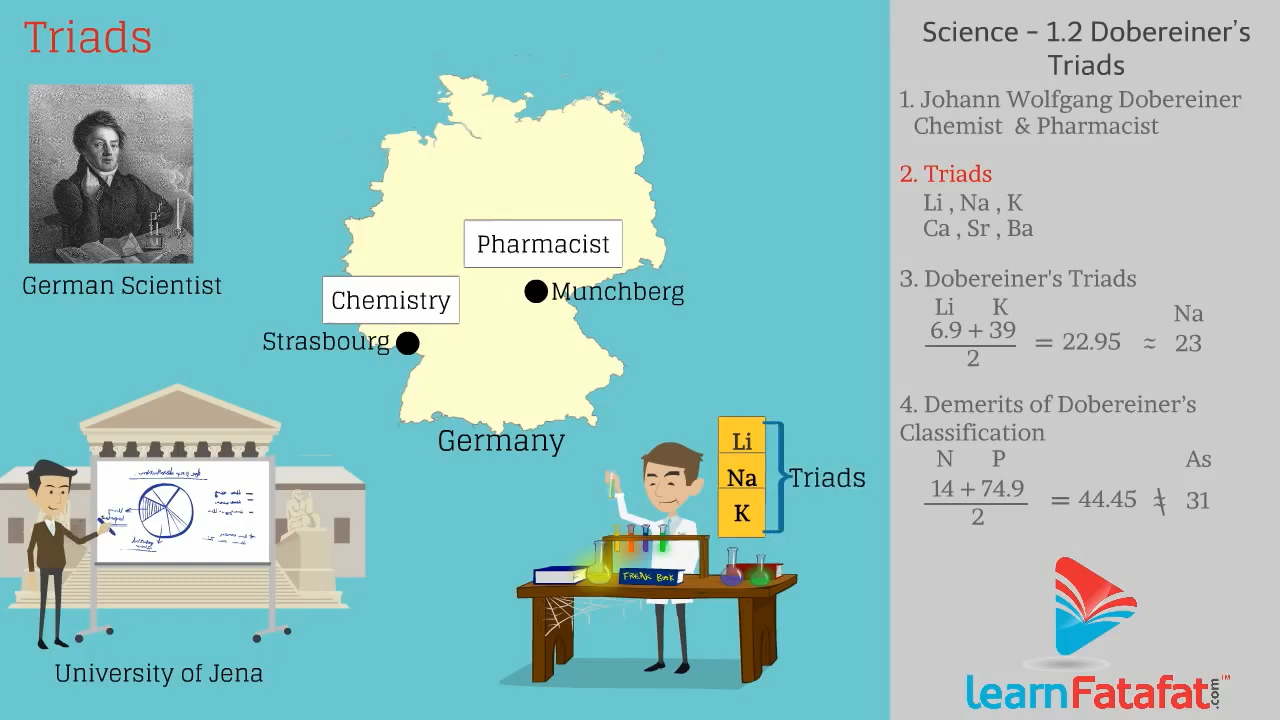 Triads
German Scientist
Pharmacist
Munchberg
Chemistry
Strasbourg
Germany
University of Jena
Li
Na
K
Triads
FREAK BOOK
Science - 1.2 Dobereiner's
Triads
1. Johann Wolfgang Dobereiner
Chemist & Pharmacist
2. Triads
Li , Na , K
Ca , Sr , Ba
3. Dobereiner's Triads
Li K Na
6.9 + 39
2
= 22.95 ≈ 23
4. Demerits of Dobereiner's
Classification
N P As
14 + 74.9
2
= 44.45 ≠ 31
learnFatafat.com™